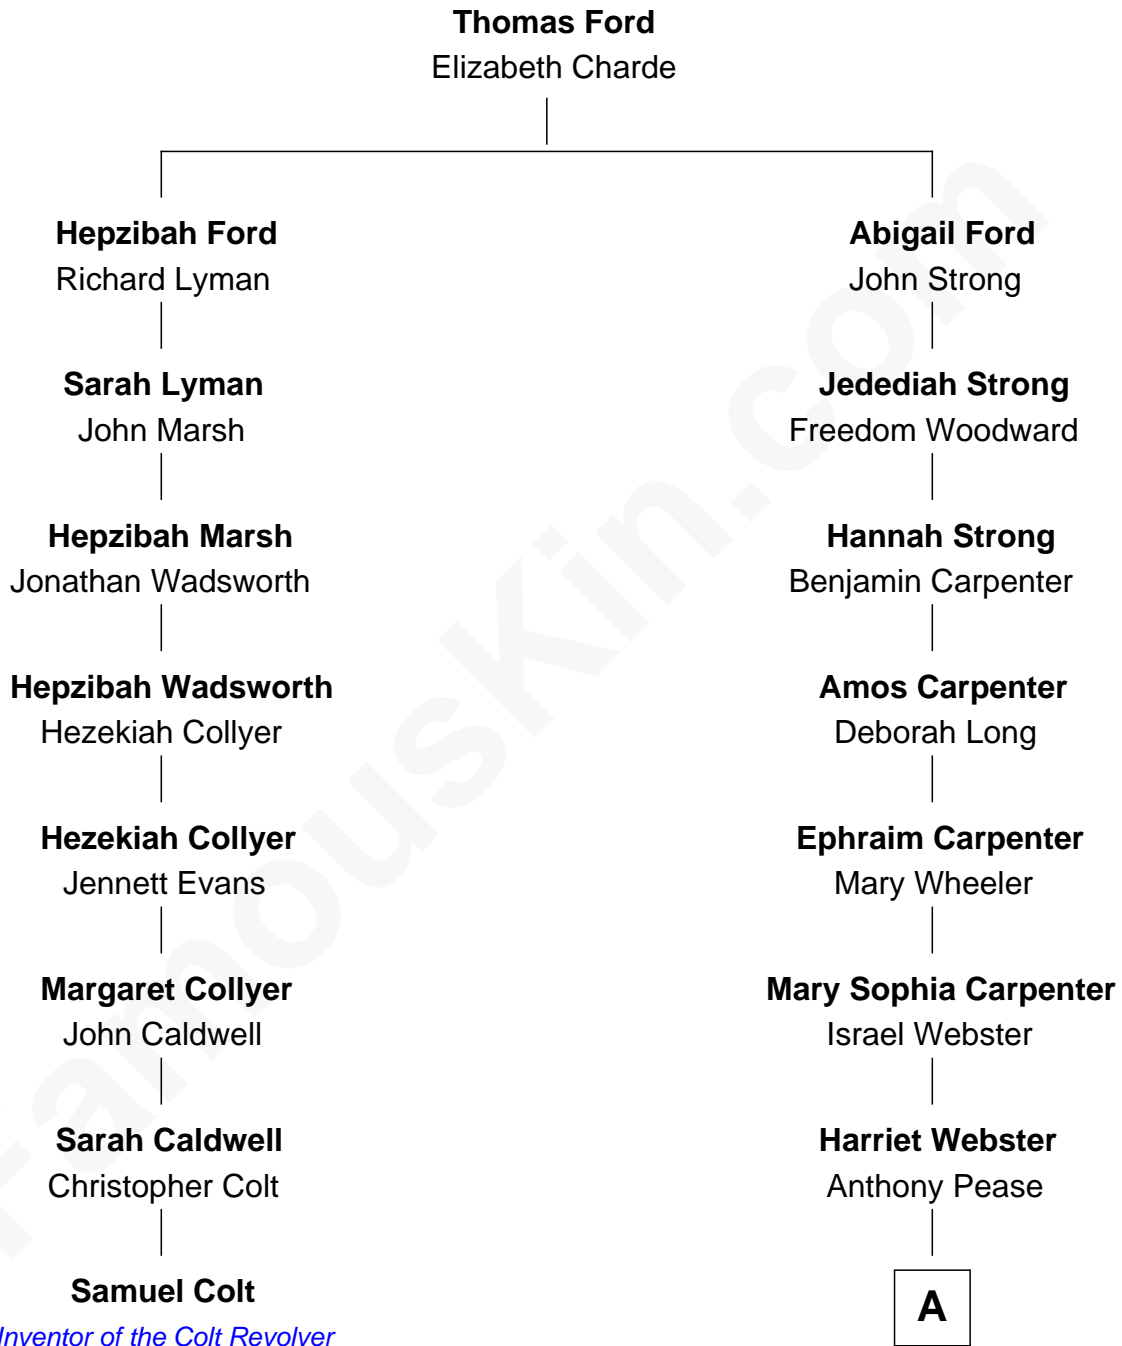 Thomas Ford
Elizabeth Charde
Hepzibah Ford
Richard Lyman
Abigail Ford
John Strong
Sarah Lyman
John Marsh
Jedediah Strong
Freedom Woodward
Hepzibah Marsh
Jonathan Wadsworth
Hannah Strong
Benjamin Carpenter
Hepzibah Wadsworth
Hezekiah Collyer
Amos Carpenter
Deborah Long
Hezekiah Collyer
Jennett Evans
Ephraim Carpenter
Mary Wheeler
Margaret Collyer
John Caldwell
Mary Sophia Carpenter
Israel Webster
Sarah Caldwell
Christopher Colt
Harriet Webster
Anthony Pease
Samuel Colt
Inventor of the Colt Revolver
A
FamousKin.com